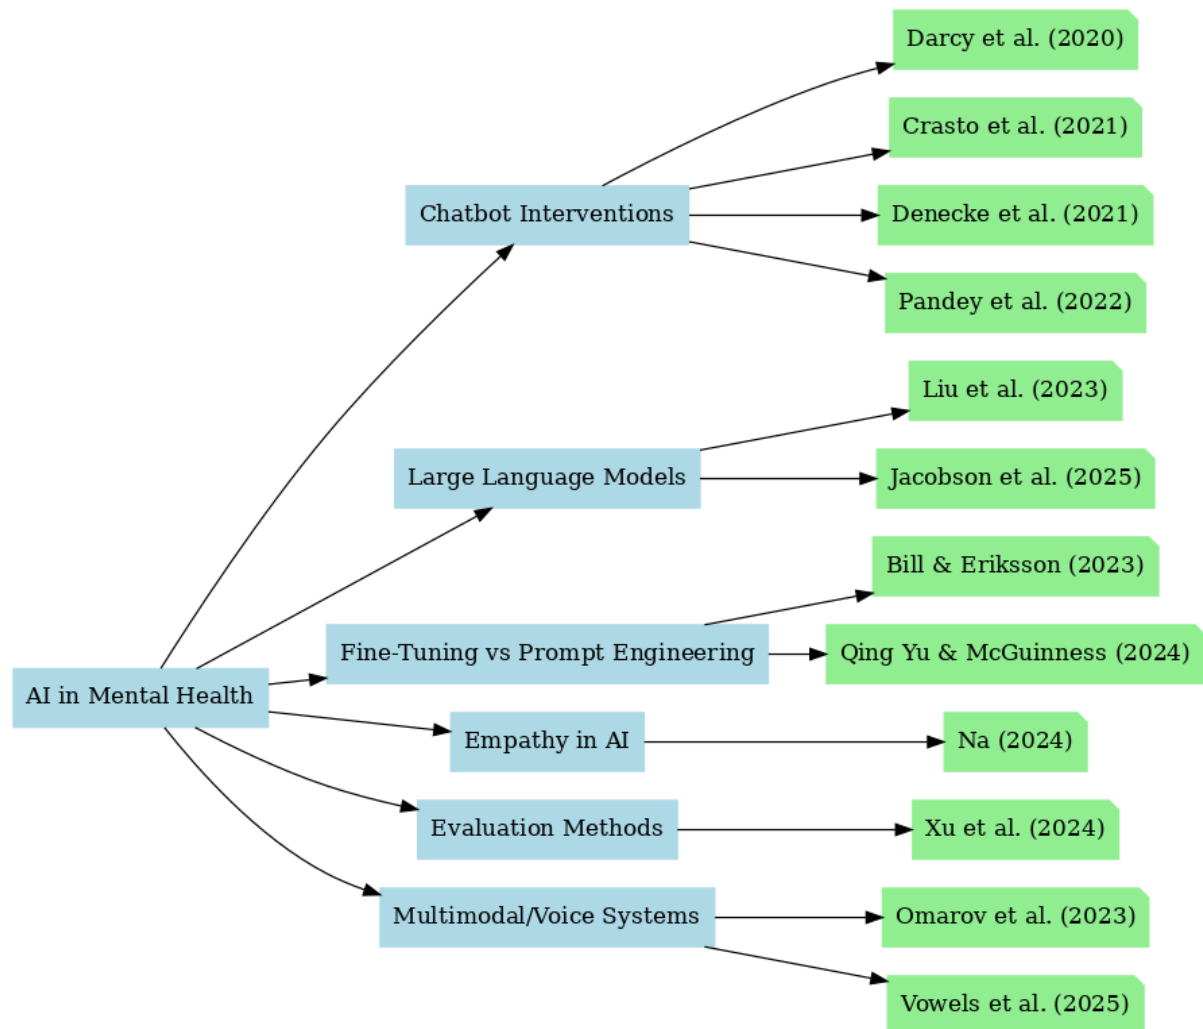 AI in Mental Health
Chatbot Interventions
Darcy et al. (2020)
Crasto et al. (2021)
Denecke et al. (2021)
Pandey et al. (2022)
Large Language Models
Liu et al. (2023)
Jacobson et al. (2025)
Fine-Tuning vs Prompt Engineering
Bill & Eriksson (2023)
Qing Yu & McGuinness (2024)
Empathy in AI
Na (2024)
Evaluation Methods
Xu et al. (2024)
Multimodal/Voice Systems
Omarov et al. (2023)
Vowels et al. (2025)